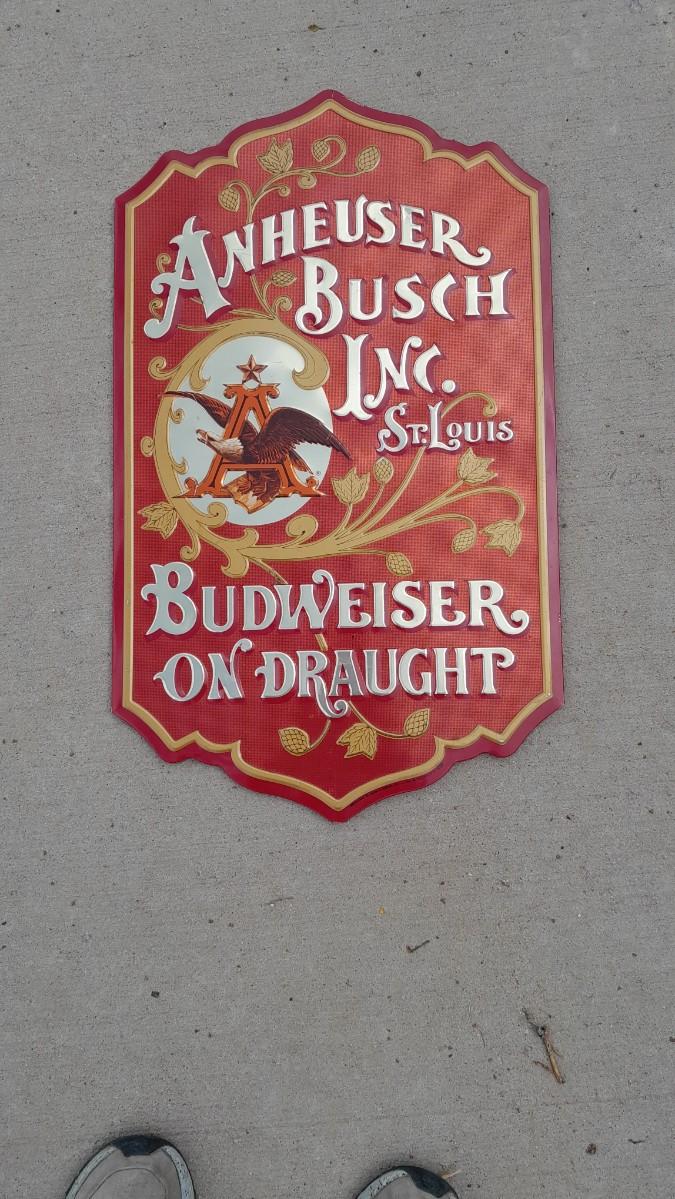 ANHEUSER
BUSCH
INC.
ST. LOUIS
A
®
BUDWEISER
ON DRAUGHT